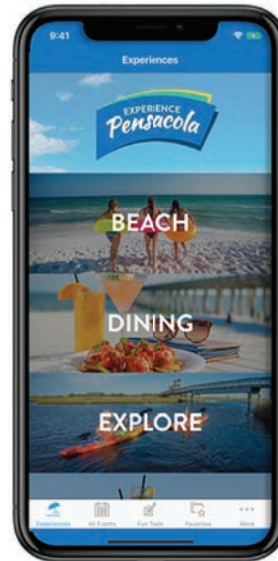 9:41
Experiences
EXPERIENCE
Pensacola
BEACH
DINING
EXPLORE
Experiences All Events Fun Trails Favorites More